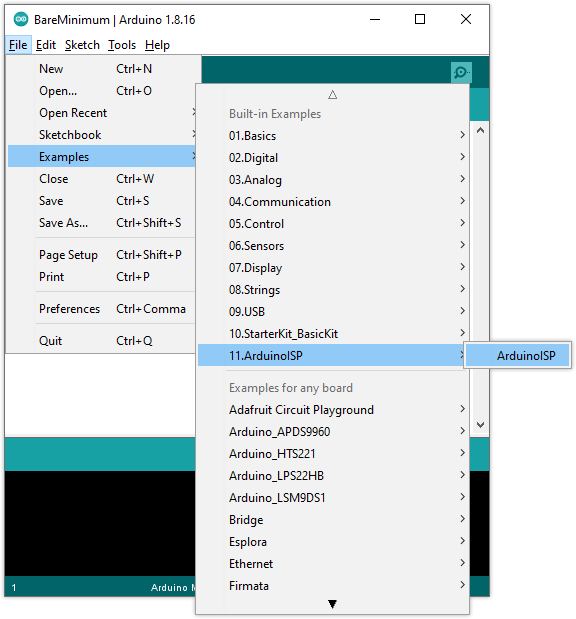 BareMinimum | Arduino 1.8.16
File Edit Sketch Tools Help
New Ctrl+N
Open... Ctrl+O
Open Recent
Sketchbook
Examples
Close Ctrl+W
Save Ctrl+S
Save As... Ctrl+Shift+S
Page Setup Ctrl+Shift+P
Print Ctrl+P
Preferences Ctrl+Comma
Quit Ctrl+Q
Built-in Examples
01.Basics
02.Digital
03.Analog
04.Communication
05.Control
06.Sensors
07.Display
08.Strings
09.USB
10.StarterKit_BasicKit
11.ArduinoISP
ArduinoISP
Examples for any board
Adafruit Circuit Playground
Arduino_APDS9960
Arduino_HTS221
Arduino_LPS22HB
Arduino_LSM9DS1
Bridge
Esplora
Ethernet
Firmata
1 Arduino M